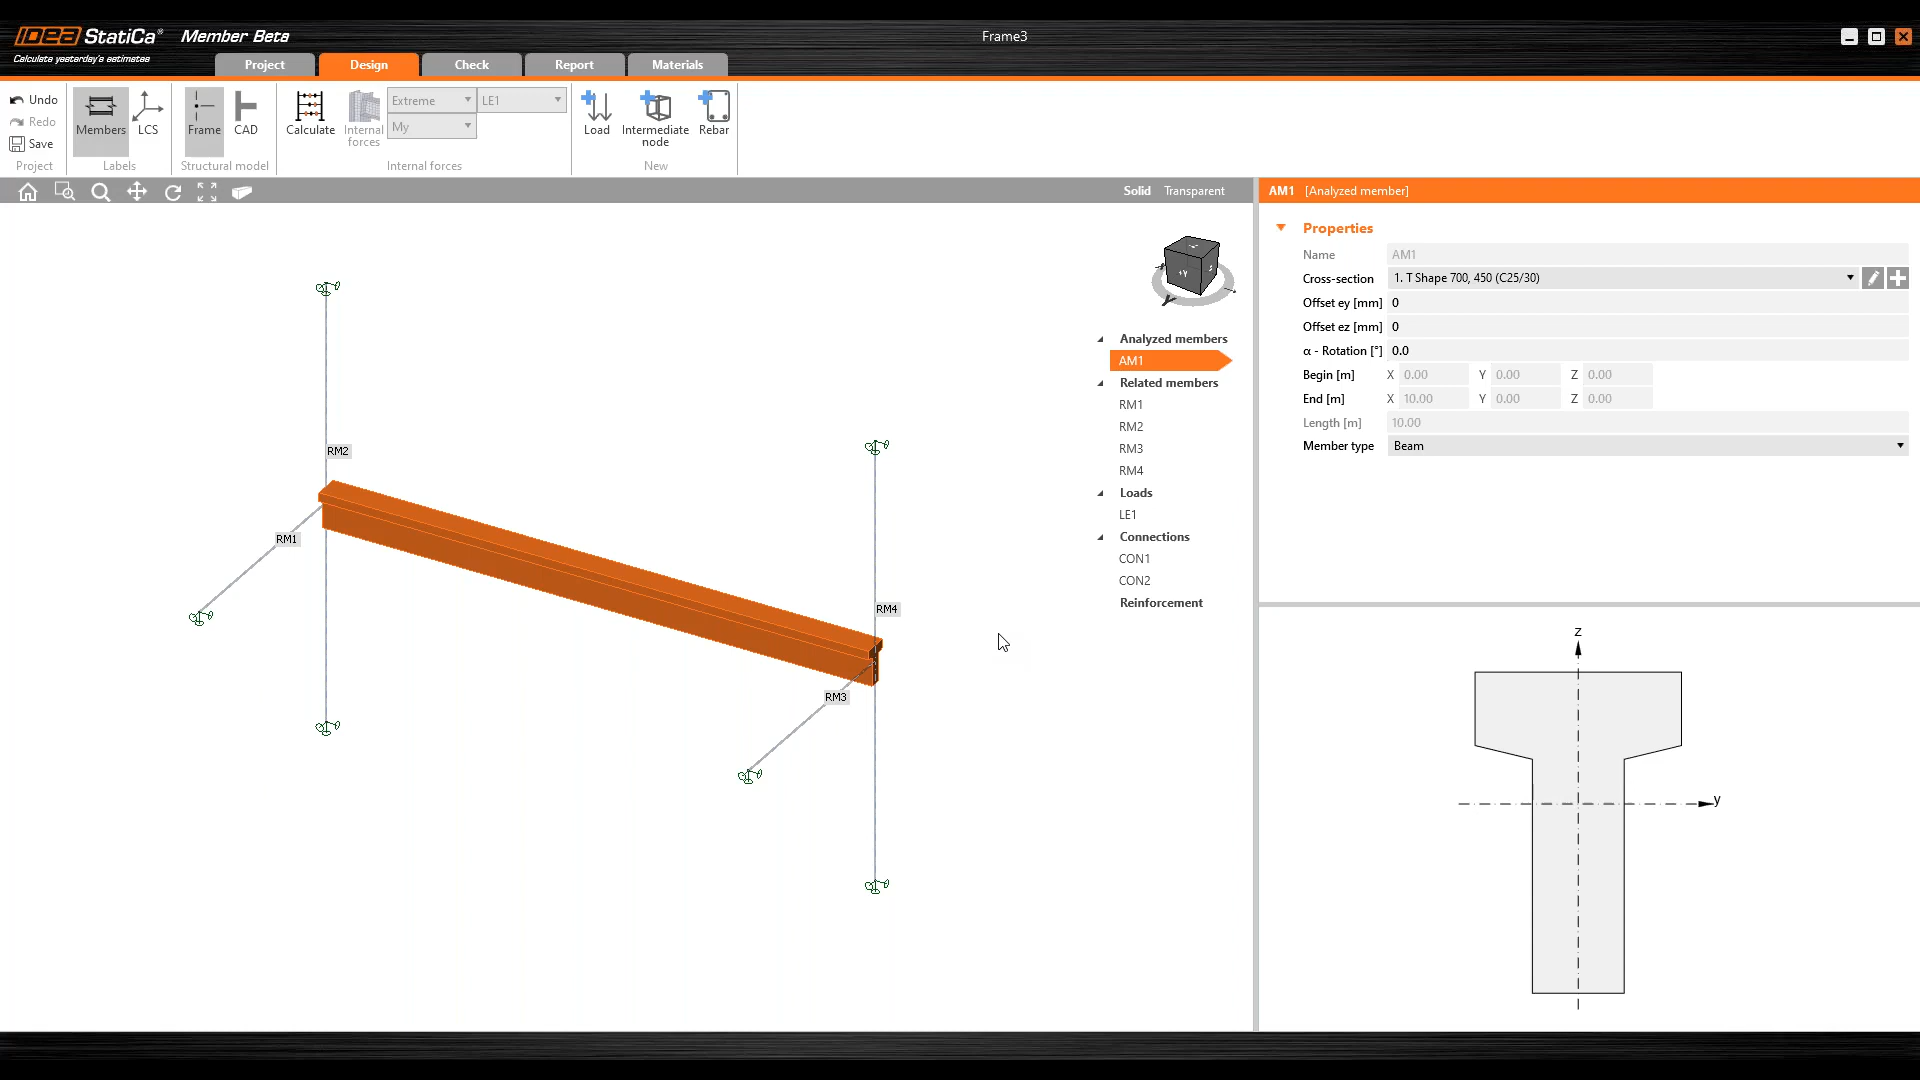 IDEA StatiCa® Member Beta
Calculate yesterday's estimates
Frame3
Project Design Check Report Materials
Undo
Redo
Save
Project
Members LCS
Labels
Frame CAD
Structural model
Calculate Internal forces
Extreme LE1
My
Internal forces
Load Intermediate node Rebar
New
Solid Transparent
AM1 [Analyzed member]
Properties
Name AM1
Cross-section 1. T Shape 700, 450 (C25/30)
Offset ey [mm] 0
Offset ez [mm] 0
α - Rotation [°] 0.0
Begin [m] X 0.00 Y 0.00 Z 0.00
End [m] X 10.00 Y 0.00 Z 0.00
Length [m] 10.00
Member type Beam
+Y
Y
Analyzed members
AM1
Related members
RM1
RM2
RM3
RM4
Loads
LE1
Connections
CON1
CON2
Reinforcement
RM2
RM1
RM4
RM3
z
y